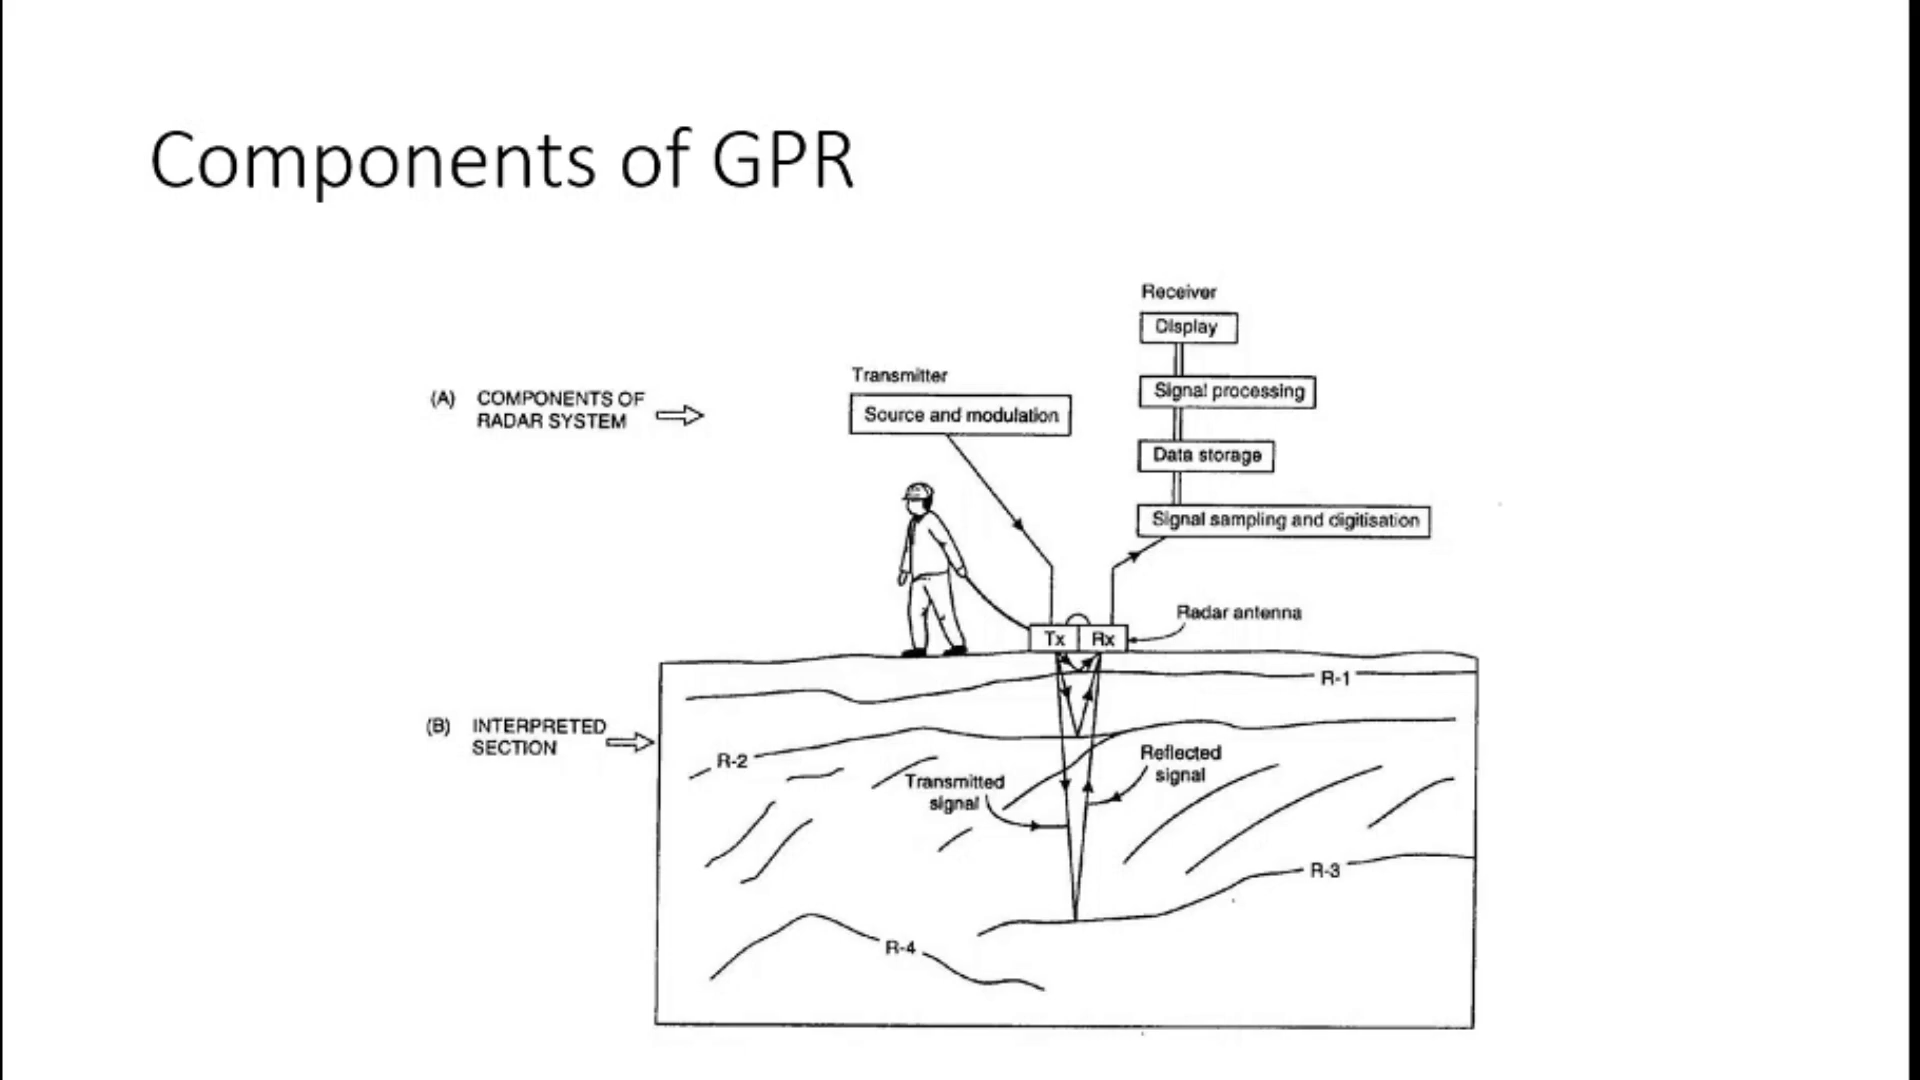 Components of GPR
Receiver
Display
Signal processing
Data storage
Signal sampling and digitisation
Transmitter
Source and modulation
(A) COMPONENTS OF
RADAR SYSTEM
Radar antenna
Tx Rx
R-1
(B) INTERPRETED
SECTION
R-2
Transmitted
signal
Reflected
signal
R-3
R-4